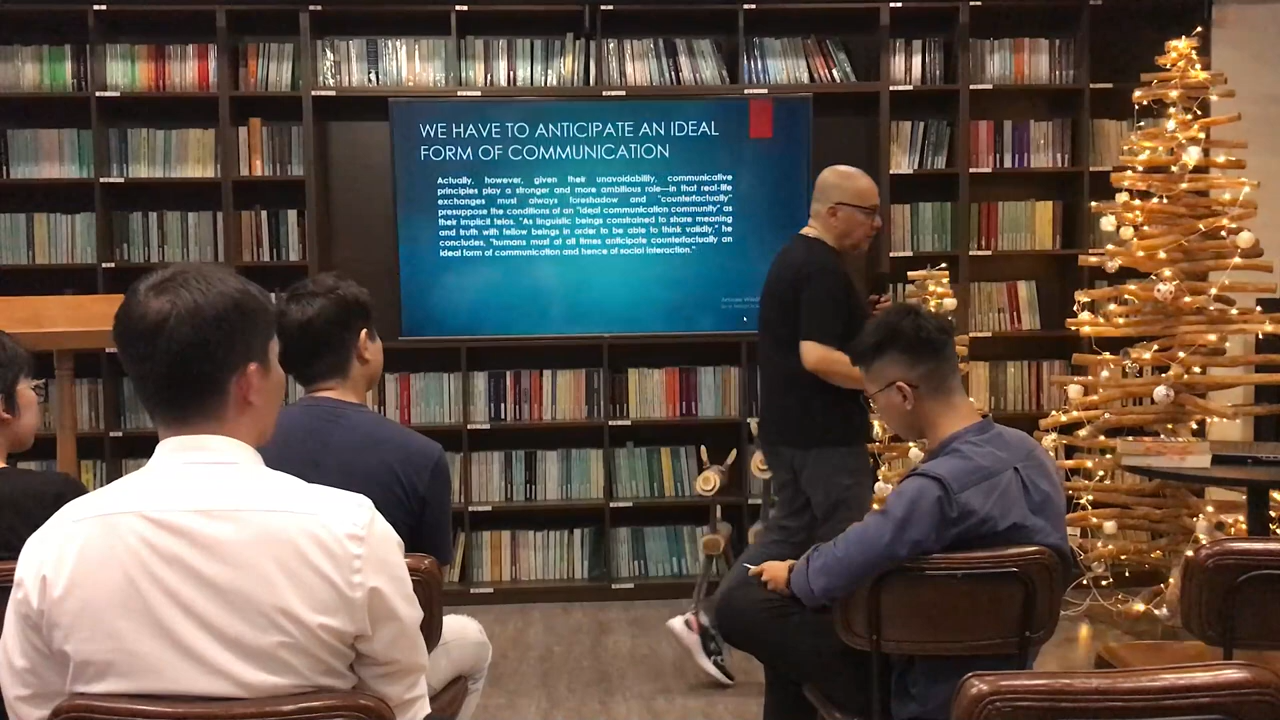 WE HAVE TO ANTICIPATE AN IDEAL
FORM OF COMMUNICATION
Actually, however, given their unavoidability, communicative
principles play a stronger and more ambitious role—in that real-life
exchanges must always foreshadow and "counterfactually"
presuppose the conditions of an "ideal communication community" as
their implicit telos. "As linguistic beings constrained to share meaning
and truth with fellow beings in order to be able to think validly," he
concludes, "humans must at all times anticipate counterfactually an
ideal form of communication and hence of social interaction."